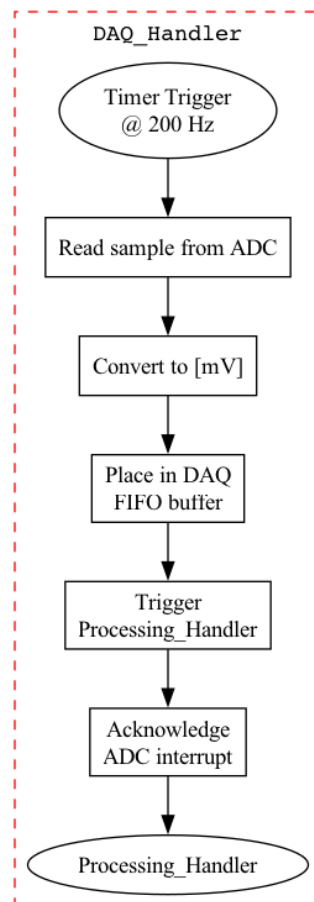 DAQ_Handler
Timer Trigger
@ 200 Hz
Read sample from ADC
Convert to [mV]
Place in DAQ
FIFO buffer
Trigger
Processing_Handler
Acknowledge
ADC interrupt
Processing_Handler